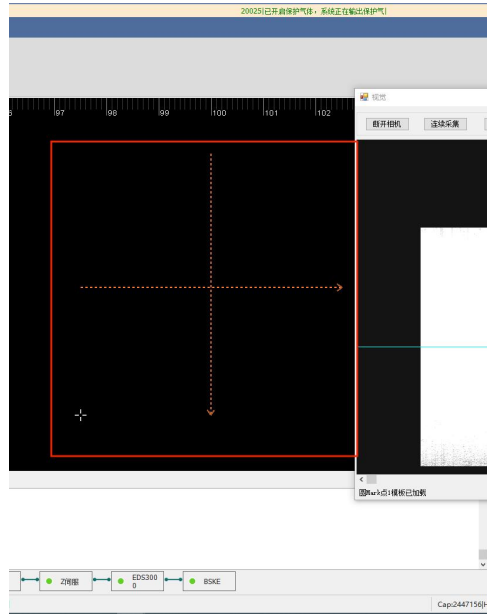 20025|已开启保护气体，系统正在输出保护气|
视觉
97 98 99 100 101 102
断开相机 连续采集
圆Mark点1模板已加载
Z伺服 EDS300
0 BSKE
Cap:2447156|H